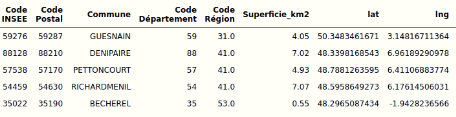 Code INSEE Code Postal Commune Code Département Code Région Superficie_km2 lat lng
59276 59287 GUESNAIN 59 31.0 4.05 50.3483461671 3.14816711364
88128 88210 DENIPAIRE 88 41.0 7.02 48.3398168543 6.96189290978
57538 57170 PETTONCOURT 57 41.0 4.93 48.7881263595 6.41106883774
54459 54630 RICHARDMENIL 54 41.0 7.07 48.5958649273 6.17614506031
35022 35190 BECHEREL 35 53.0 0.55 48.2965087434 -1.9428236566